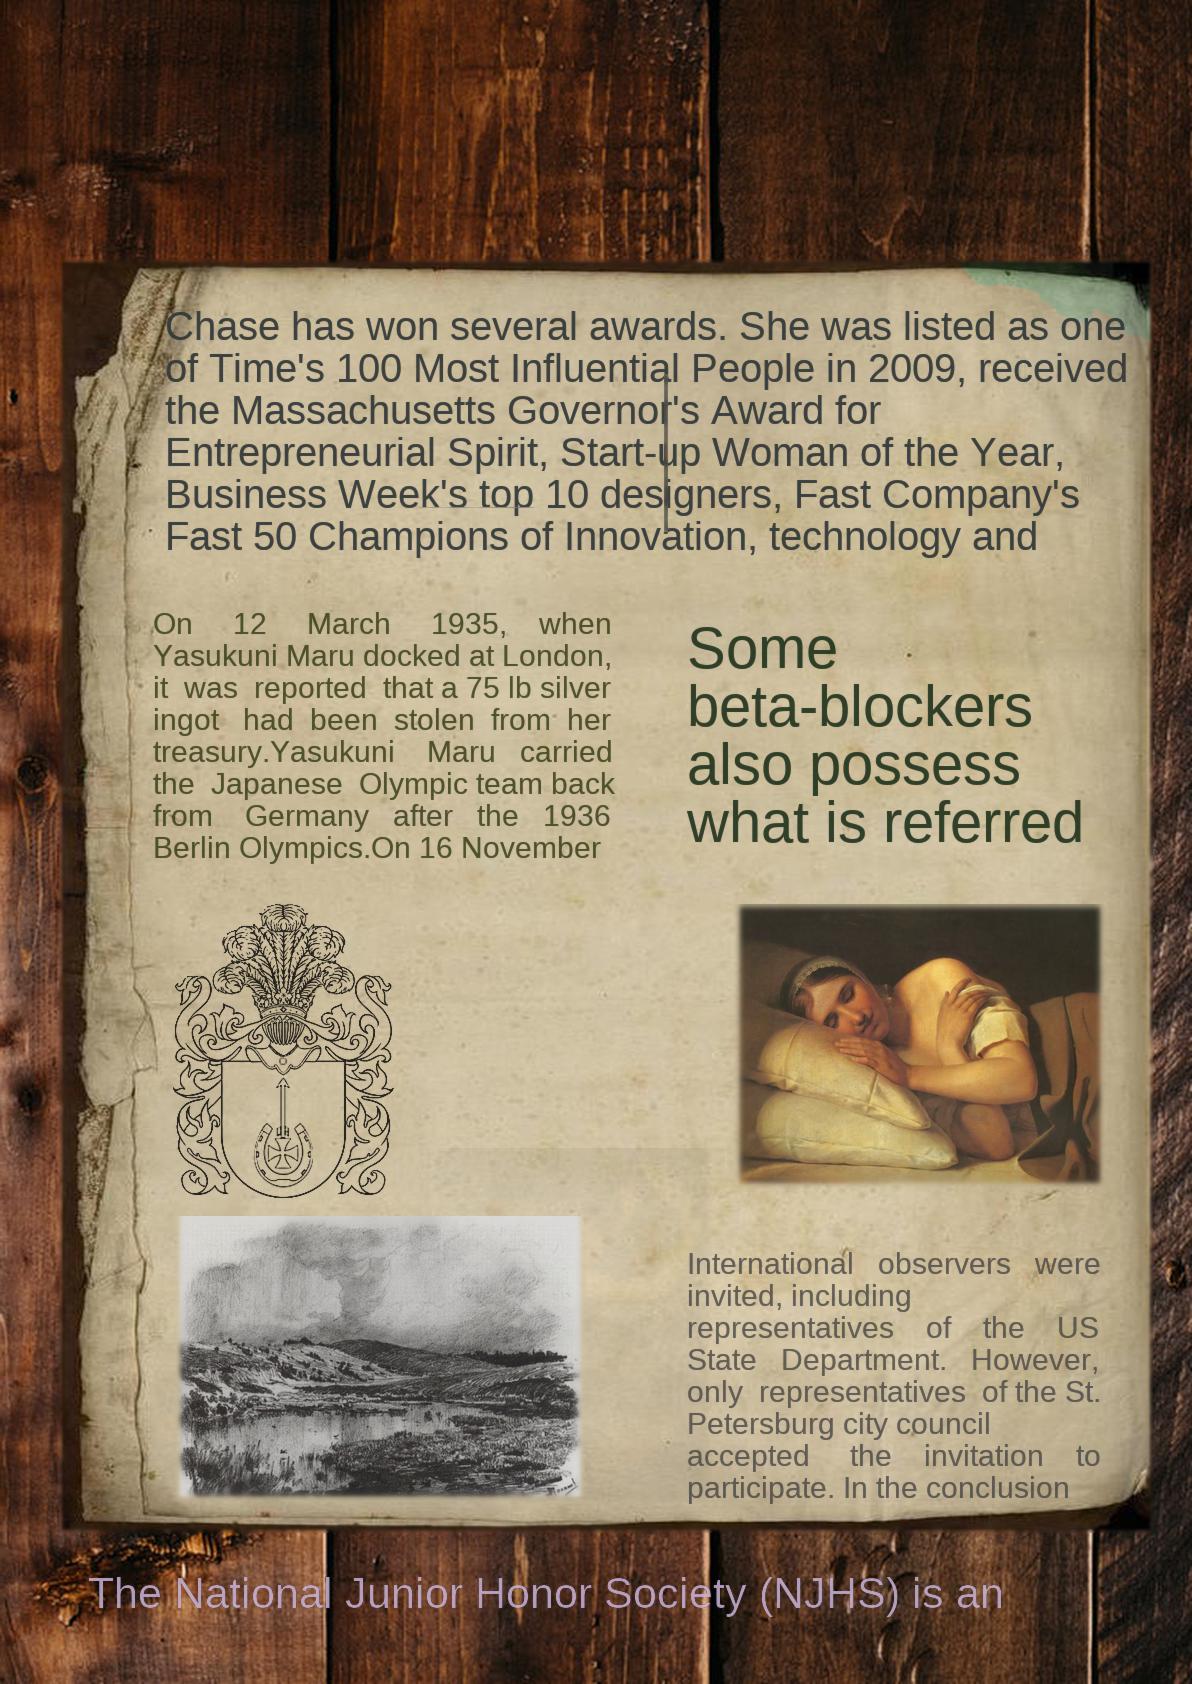 Chase has won several awards. She was listed as one
of Time's 100 Most Influential People in 2009, received
the Massachusetts Governor's Award for
Entrepreneurial Spirit, Start-up Woman of the Year,
Business Week's top 10 designers, Fast Company's
Fast 50 Champions of Innovation, technology and
On 12 March 1935, when
Yasukuni Maru docked at London,
it was reported that a 75 lb silver
ingot had been stolen from her
treasury.Yasukuni Maru carried
the Japanese Olympic team back
from Germany after the 1936
Berlin Olympics.On 16 November
Some
beta-blockers
also possess
what is referred
International observers were
invited, including
representatives of the US
State Department. However,
only representatives of the St.
Petersburg city council
accepted the invitation to
participate. In the conclusion
The National Junior Honor Society (NJHS) is an